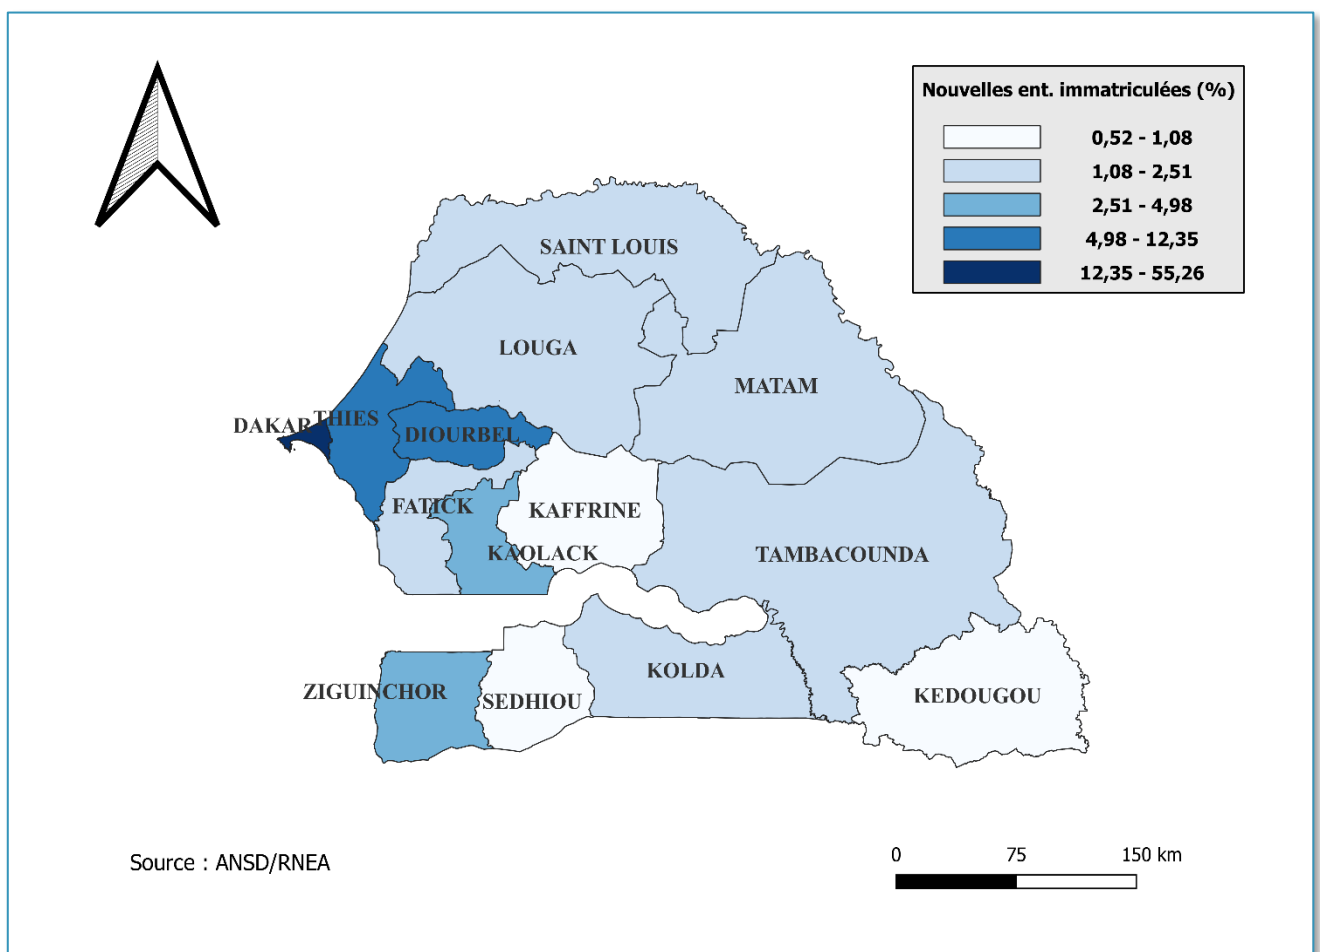 Nouvelles ent. immatriculées (%)
0,52 - 1,08
1,08 - 2,51
2,51 - 4,98
4,98 - 12,35
12,35 - 55,26
SAINT LOUIS
LOUGA
MATAM
DAKAR
THIES
DIOURBEL
FATICK
KAFFRINE
KAOLACK
TAMBACOUNDA
ZIGUINCHOR
SEDHIOU
KOLDA
KEDOUGOU
Source : ANSD/RNEA
0 75 150 km